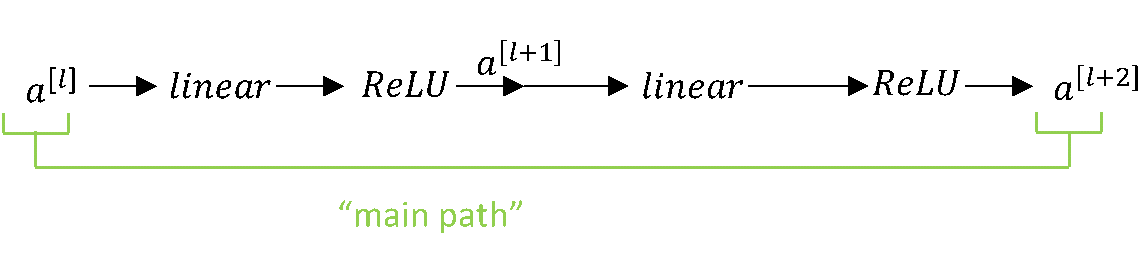 a^[l] linear ReLU a^[l+1] linear ReLU a^[l+2]
“main path”